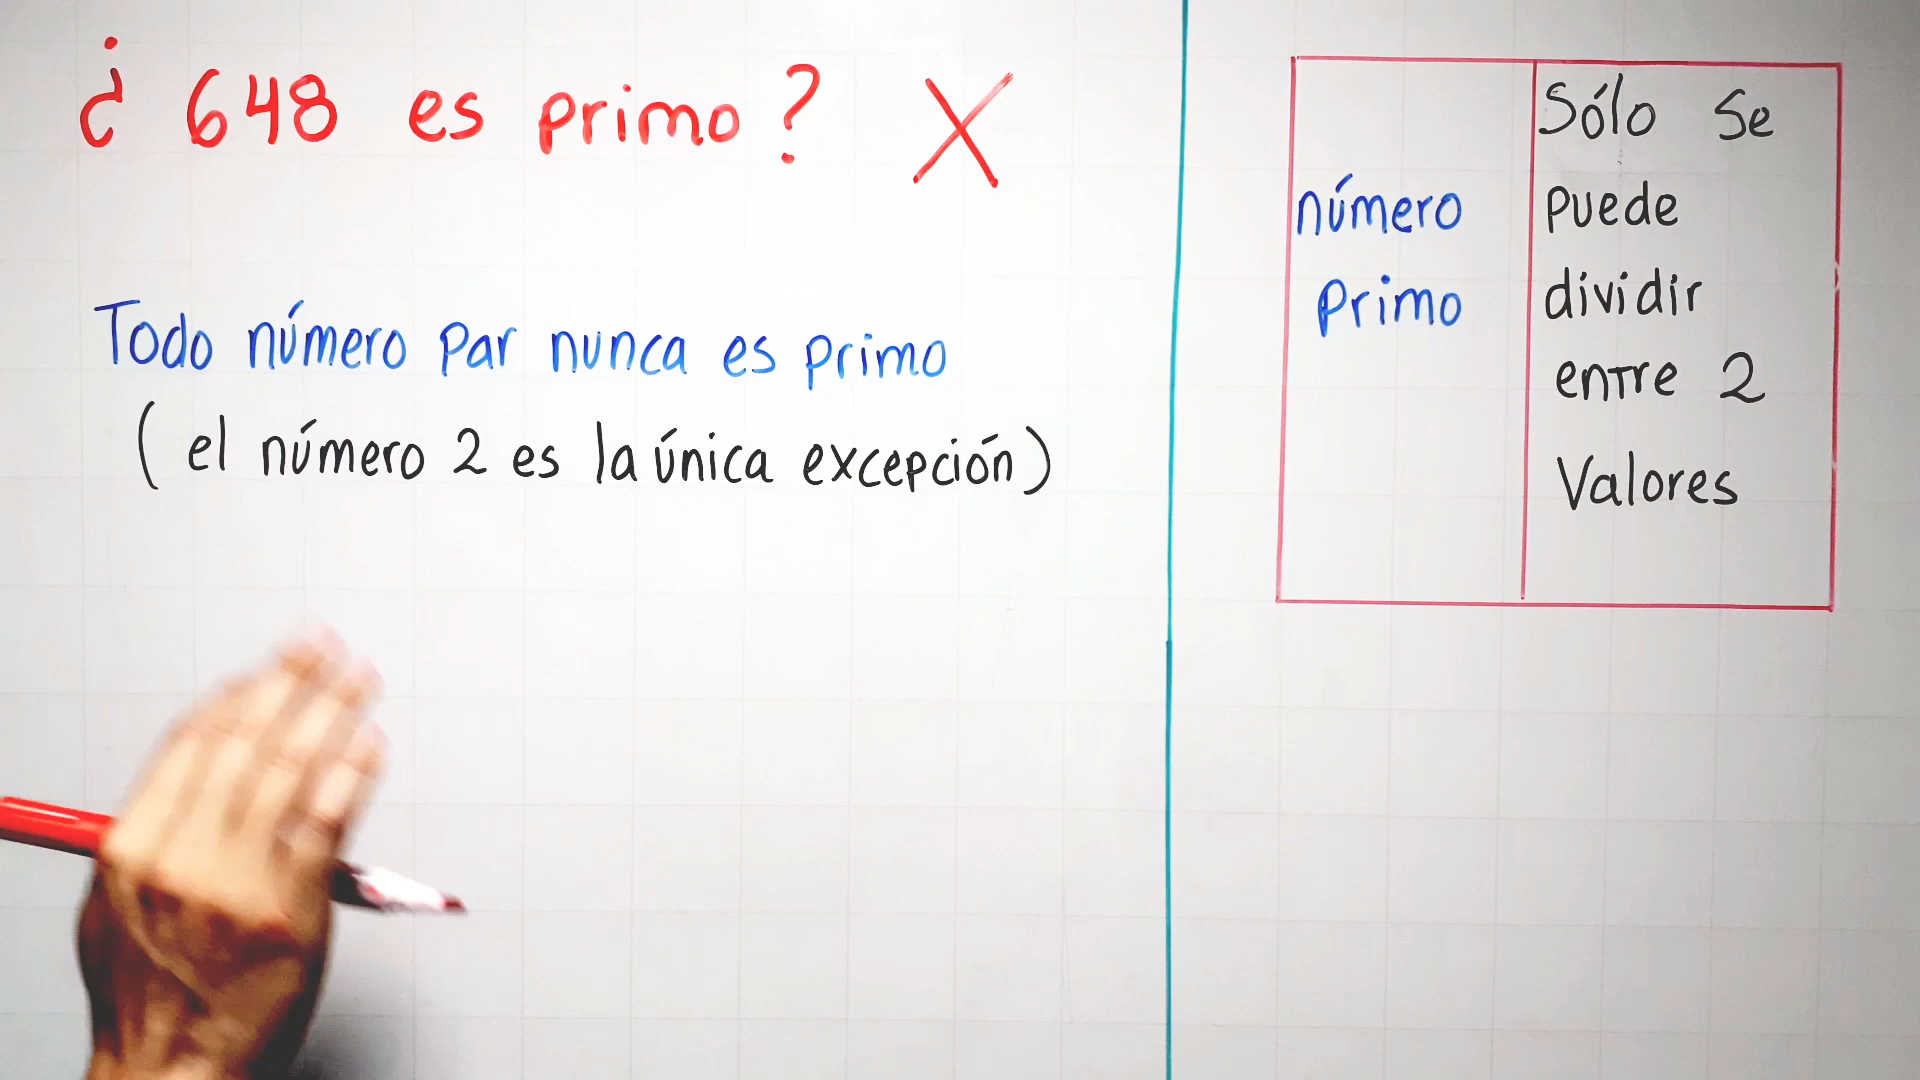 ¿ 648 es primo ? X
Todo número par nunca es primo
( el número 2 es la única excepción )
número
primo
Sólo se
puede
dividir
entre 2
Valores